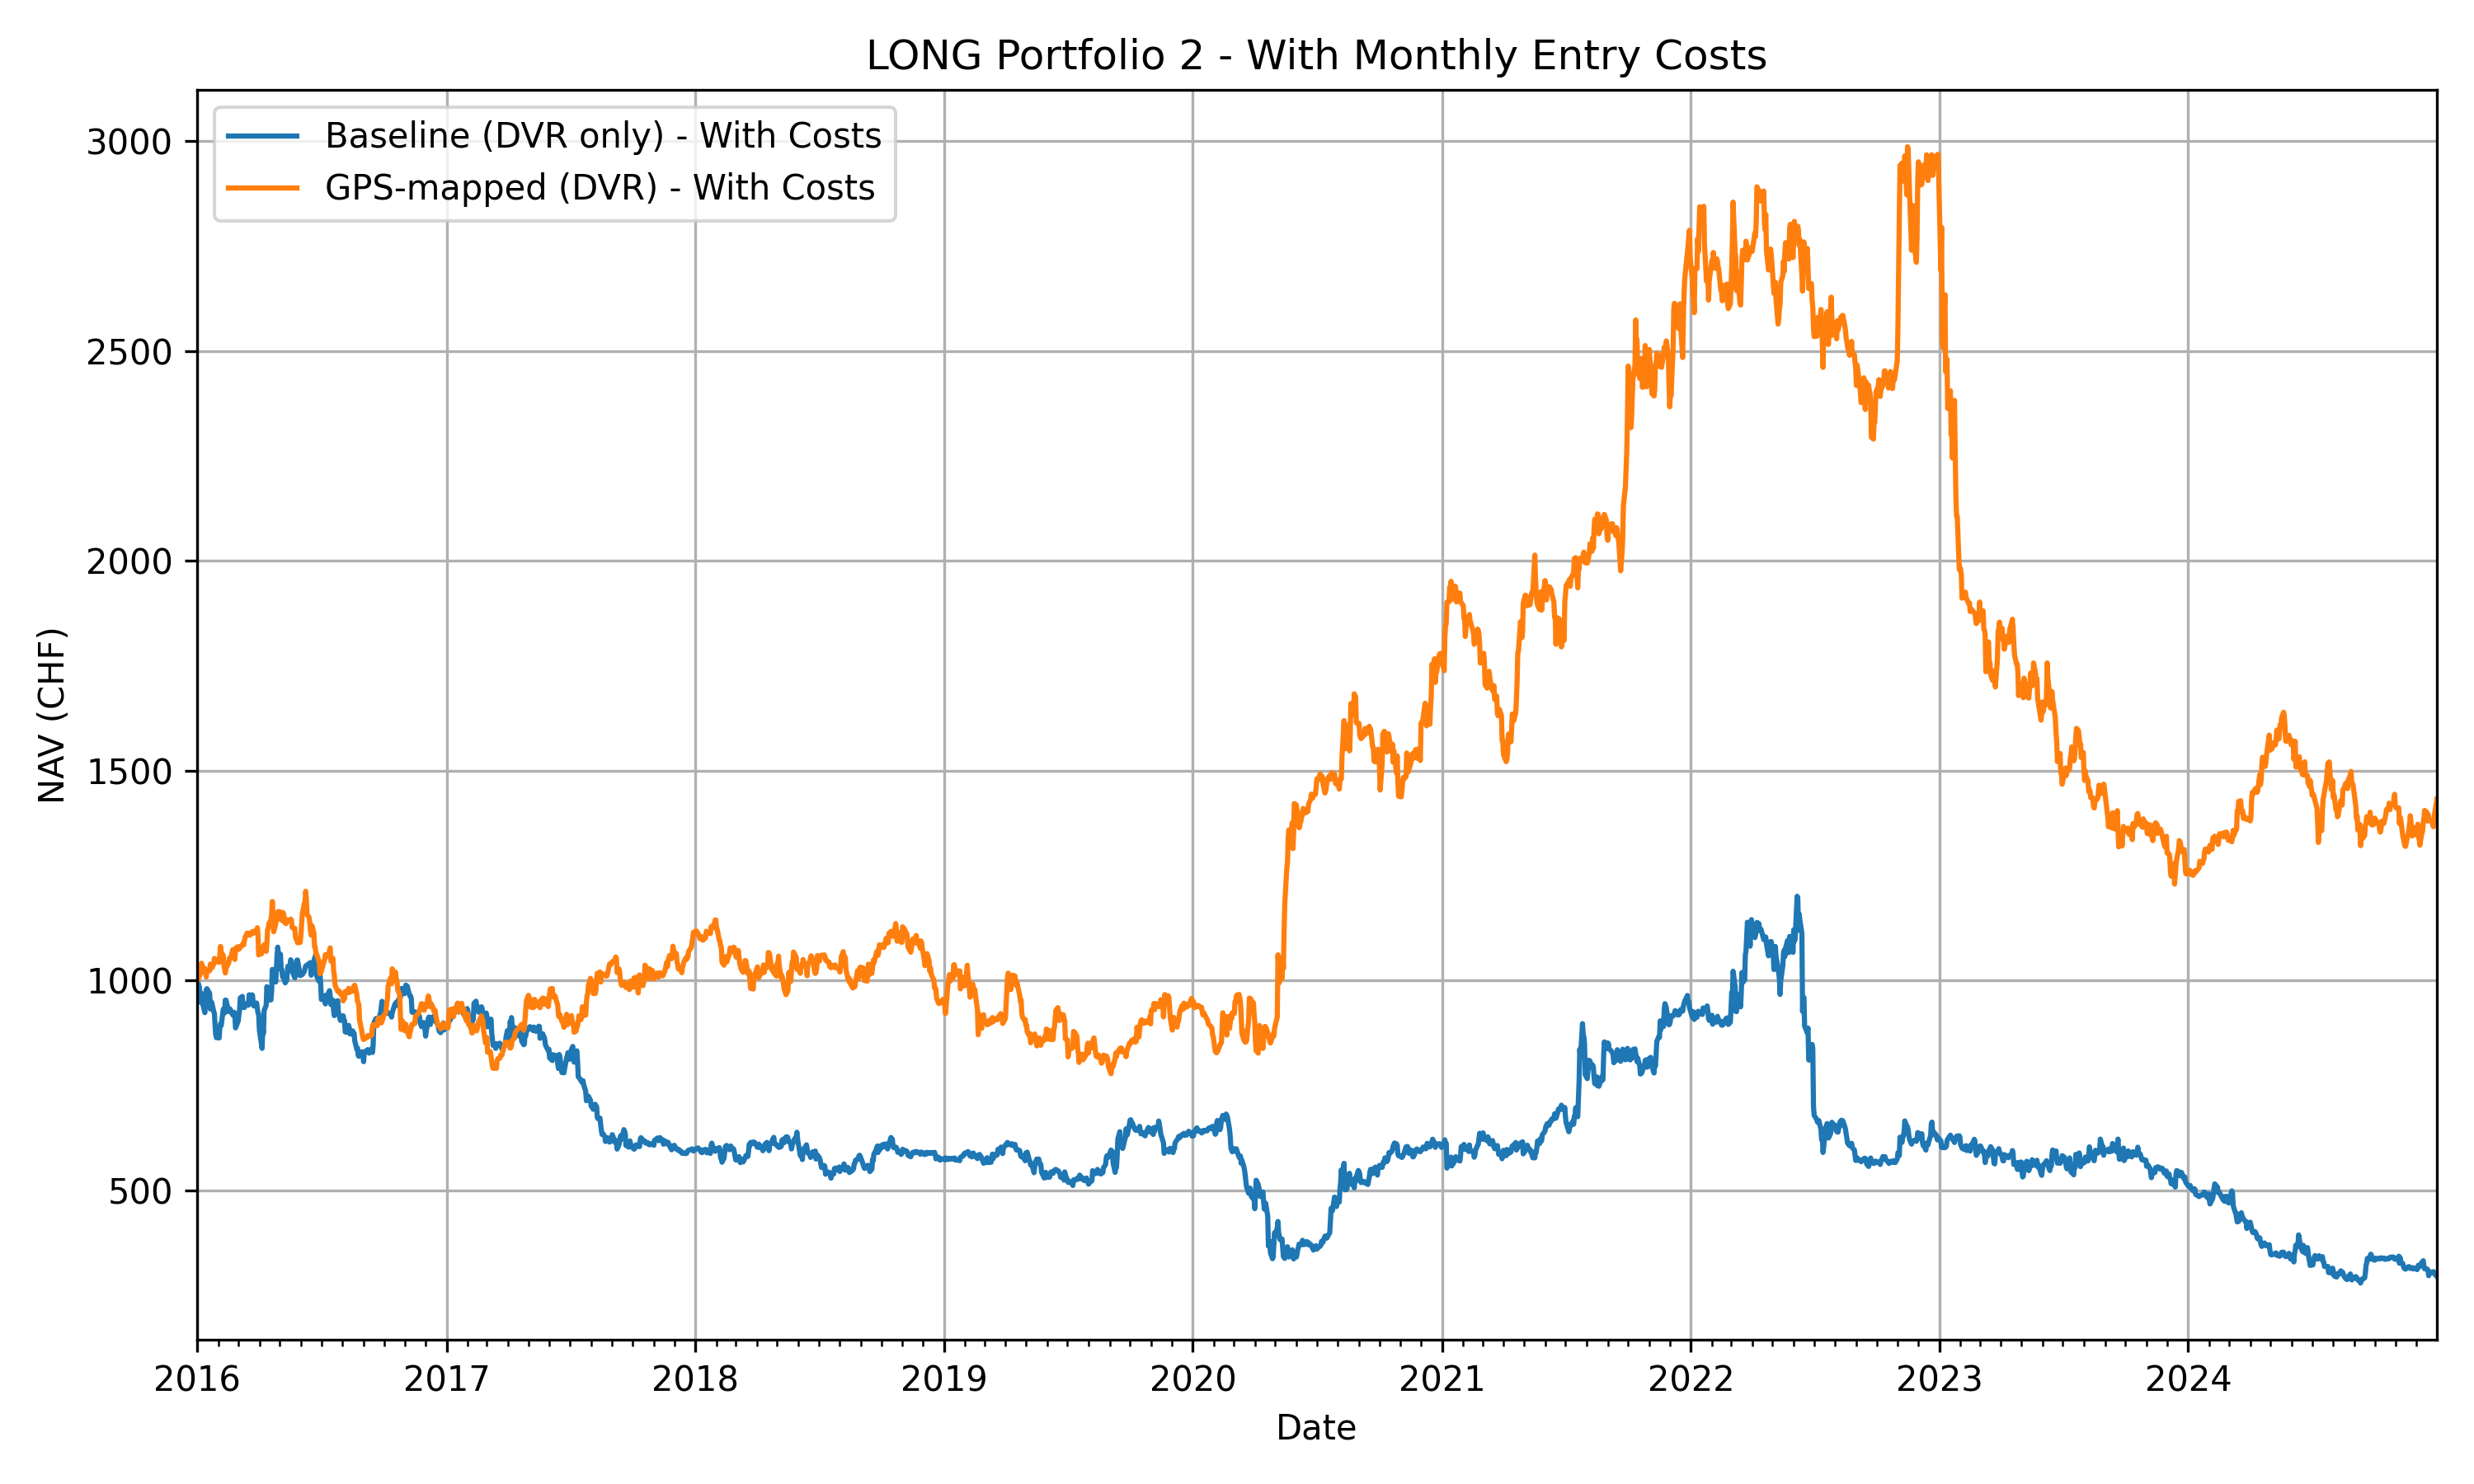 LONG Portfolio 2 - With Monthly Entry Costs
Baseline (DVR only) - With Costs
GPS-mapped (DVR) - With Costs
3000
2500
2000
1500
1000
500
NAV (CHF)
2016 2017 2018 2019 2020 2021 2022 2023 2024
Date